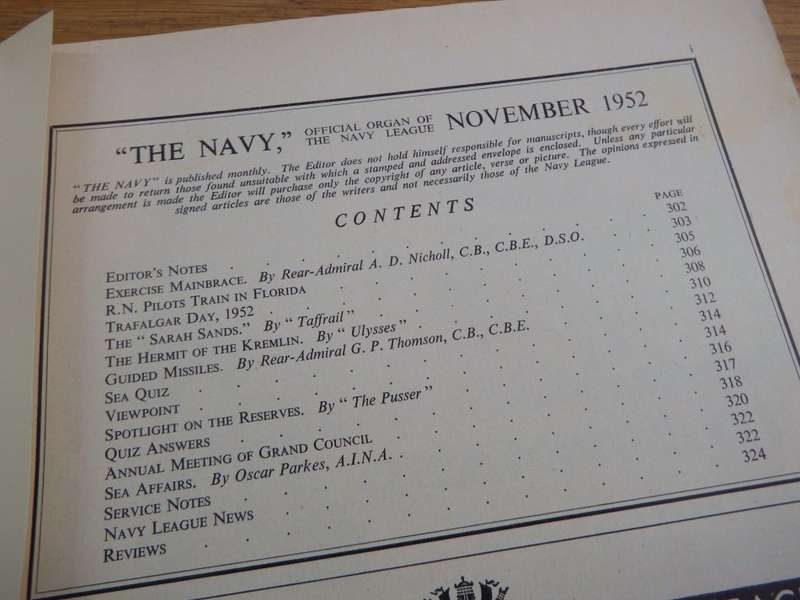 i
"THE NAVY," OFFICIAL ORGAN OF THE NAVY LEAGUE NOVEMBER 1952
"THE NAVY" is published monthly. The Editor does not hold himself responsible for manuscripts, though every effort will
be made to return those found unsuitable with which a stamped and addressed envelope is enclosed. Unless any particular
arrangement is made the Editor will purchase only the copyright of any article, verse or picture. The opinions expressed in
signed articles are those of the writers and not necessarily those of the Navy League.
CONTENTS
PAGE
EDITOR'S NOTES . . . . . . . . 302
EXERCISE MAINBRACE. By Rear-Admiral A. D. Nicholl, C.B., C.B.E., D.S.O. 303
R.N. PILOTS TRAIN IN FLORIDA . . . . . . . 305
TRAFALGAR DAY, 1952 . . . . . . . 306
THE "SARAH SANDS." By "Taffrail" . . . . . . . 308
THE HERMIT OF THE KREMLIN. By "Ulysses" . . . . . . 310
GUIDED MISSILES. By Rear-Admiral G. P. Thomson, C.B., C.B.E. . . . 312
SEA QUIZ . . . . . . . . 314
VIEWPOINT . . . . . . . . 314
SPOTLIGHT ON THE RESERVES. By "The Pusser" . . . . . 316
QUIZ ANSWERS . . . . . . . . 317
ANNUAL MEETING OF GRAND COUNCIL . . . . . . 318
SEA AFFAIRS. By Oscar Parkes, A.I.N.A. . . . . . . 320
SERVICE NOTES . . . . . . . . 322
NAVY LEAGUE NEWS . . . . . . . 322
REVIEWS . . . . . . . . 324